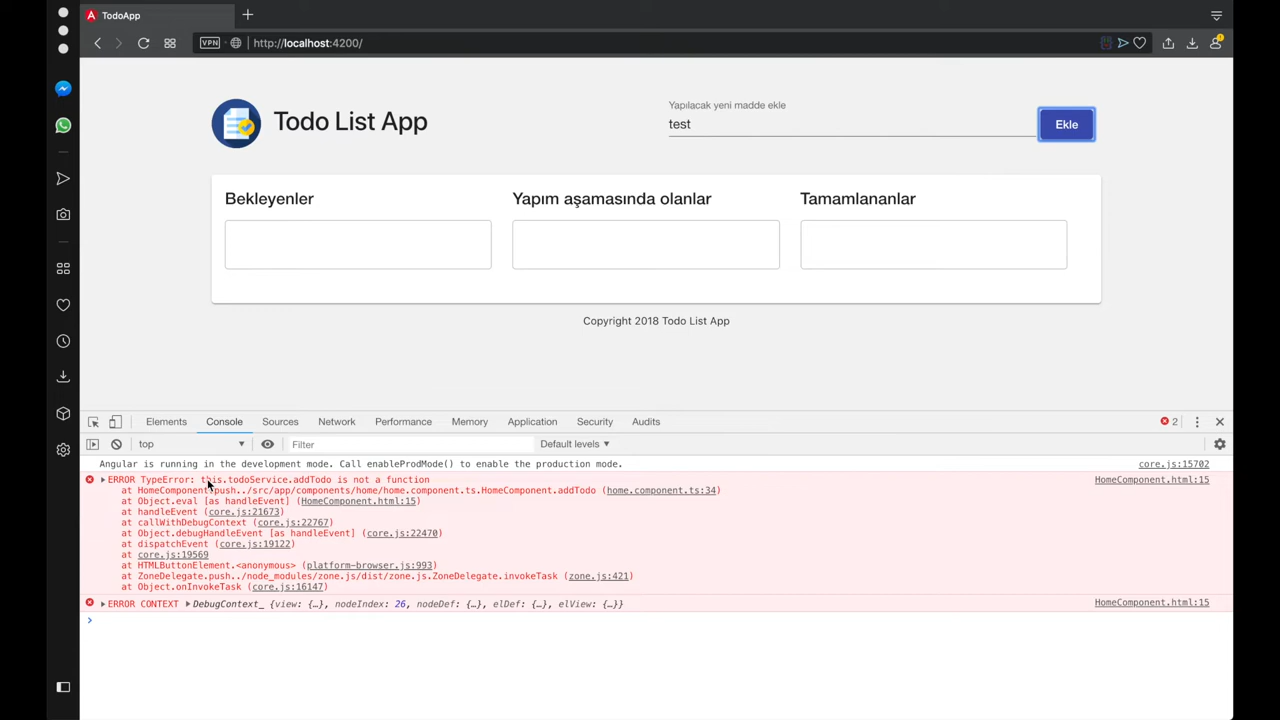 TodoApp
VPN http://localhost:4200/
Todo List App
Yapılacak yeni madde ekle
test
Ekle
Bekleyenler
Yapım aşamasında olanlar
Tamamlananlar
Copyright 2018 Todo List App
Elements Console Sources Network Performance Memory Application Security Audits 2
top Filter Default levels
Angular is running in the development mode. Call enableProdMode() to enable the production mode. core.js:15702
ERROR TypeError: this.todoService.addTodo is not a function HomeComponent.html:15
at HomeComponent.push../src/app/components/home/home.component.ts.HomeComponent.addTodo (home.component.ts:34)
at Object.eval [as handleEvent] (HomeComponent.html:15)
at handleEvent (core.js:21673)
at callWithDebugContext (core.js:22767)
at Object.debugHandleEvent [as handleEvent] (core.js:22470)
at dispatchEvent (core.js:19122)
at core.js:19569
at HTMLButtonElement.<anonymous> (platform-browser.js:993)
at ZoneDelegate.push../node_modules/zone.js/dist/zone.js.ZoneDelegate.invokeTask (zone.js:421)
at Object.onInvokeTask (core.js:16147)
ERROR CONTEXT DebugContext_ {view: {…}, nodeIndex: 26, nodeDef: {…}, elDef: {…}, elView: {…}} HomeComponent.html:15